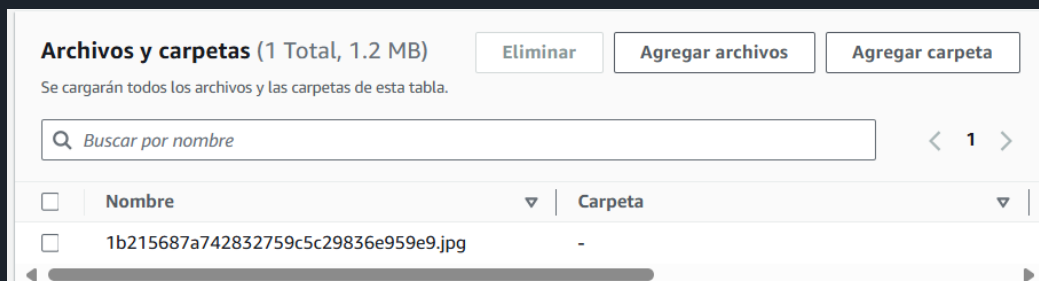 Archivos y carpetas (1 Total, 1.2 MB) Eliminar Agregar archivos Agregar carpeta
Se cargarán todos los archivos y las carpetas de esta tabla.
Buscar por nombre 1
Nombre Carpeta
1b215687a742832759c5c29836e959e9.jpg -